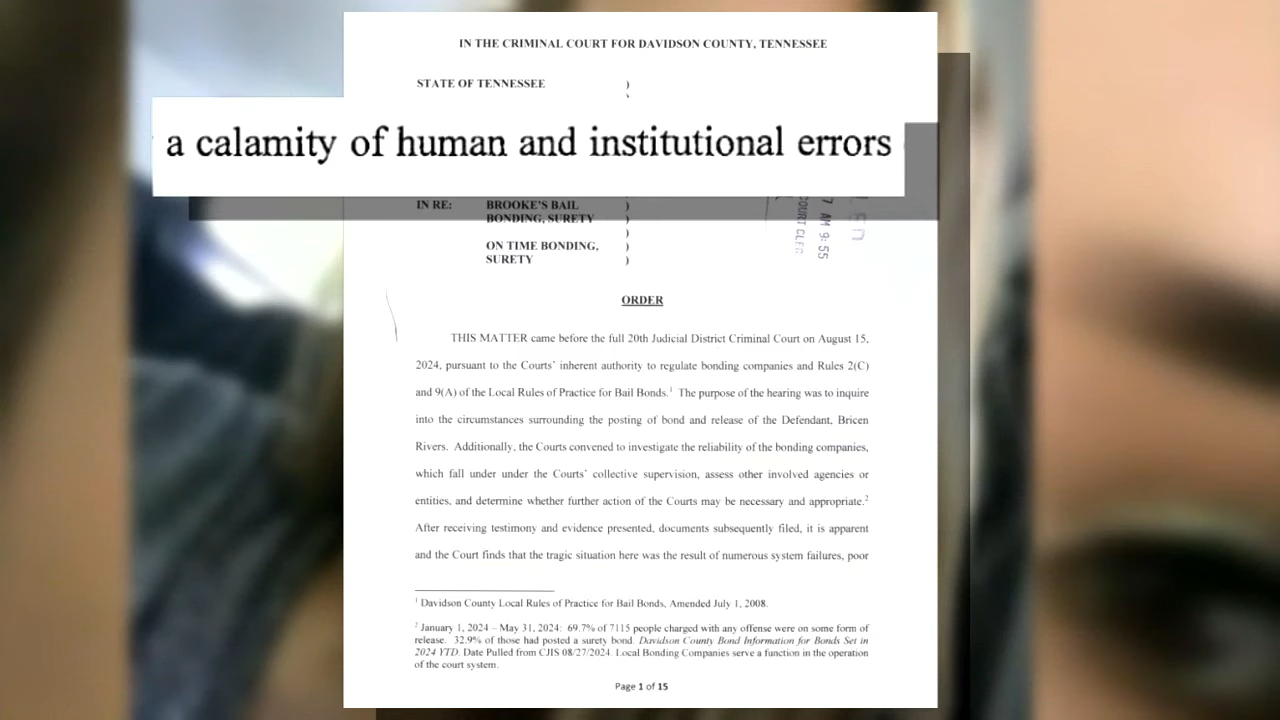 IN THE CRIMINAL COURT FOR DAVIDSON COUNTY, TENNESSEE
STATE OF TENNESSEE )
)
a calamity of human and institutional errors
IN RE: BROOKE'S BAIL )
BONDING, SURETY )
)
ON TIME BONDING, )
SURETY )
7 AM 9:55
COURT
ORDER
THIS MATTER came before the full 20th Judicial District Criminal Court on August 15,
2024, pursuant to the Courts' inherent authority to regulate bonding companies and Rules 2(C)
and 9(A) of the Local Rules of Practice for Bail Bonds.1 The purpose of the hearing was to inquire
into the circumstances surrounding the posting of bond and release of the Defendant, Bricen
Rivers. Additionally, the Courts convened to investigate the reliability of the bonding companies,
which fall under under the Courts' collective supervision, assess other involved agencies or
entities, and determine whether further action of the Courts may be necessary and appropriate.2
After receiving testimony and evidence presented, documents subsequently filed, it is apparent
and the Court finds that the tragic situation here was the result of numerous system failures, poor
1 Davidson County Local Rules of Practice for Bail Bonds, Amended July 1, 2008.
2 January 1, 2024 – May 31, 2024: 69.7% of 7115 people charged with any offense were on some form of
release. 32.9% of those had posted a surety bond. Davidson County Bond Information for Bonds Set in
2024 YTD. Date Pulled from CJIS 08/27/2024. Local Bonding Companies serve a function in the operation
of the court system.
Page 1 of 15